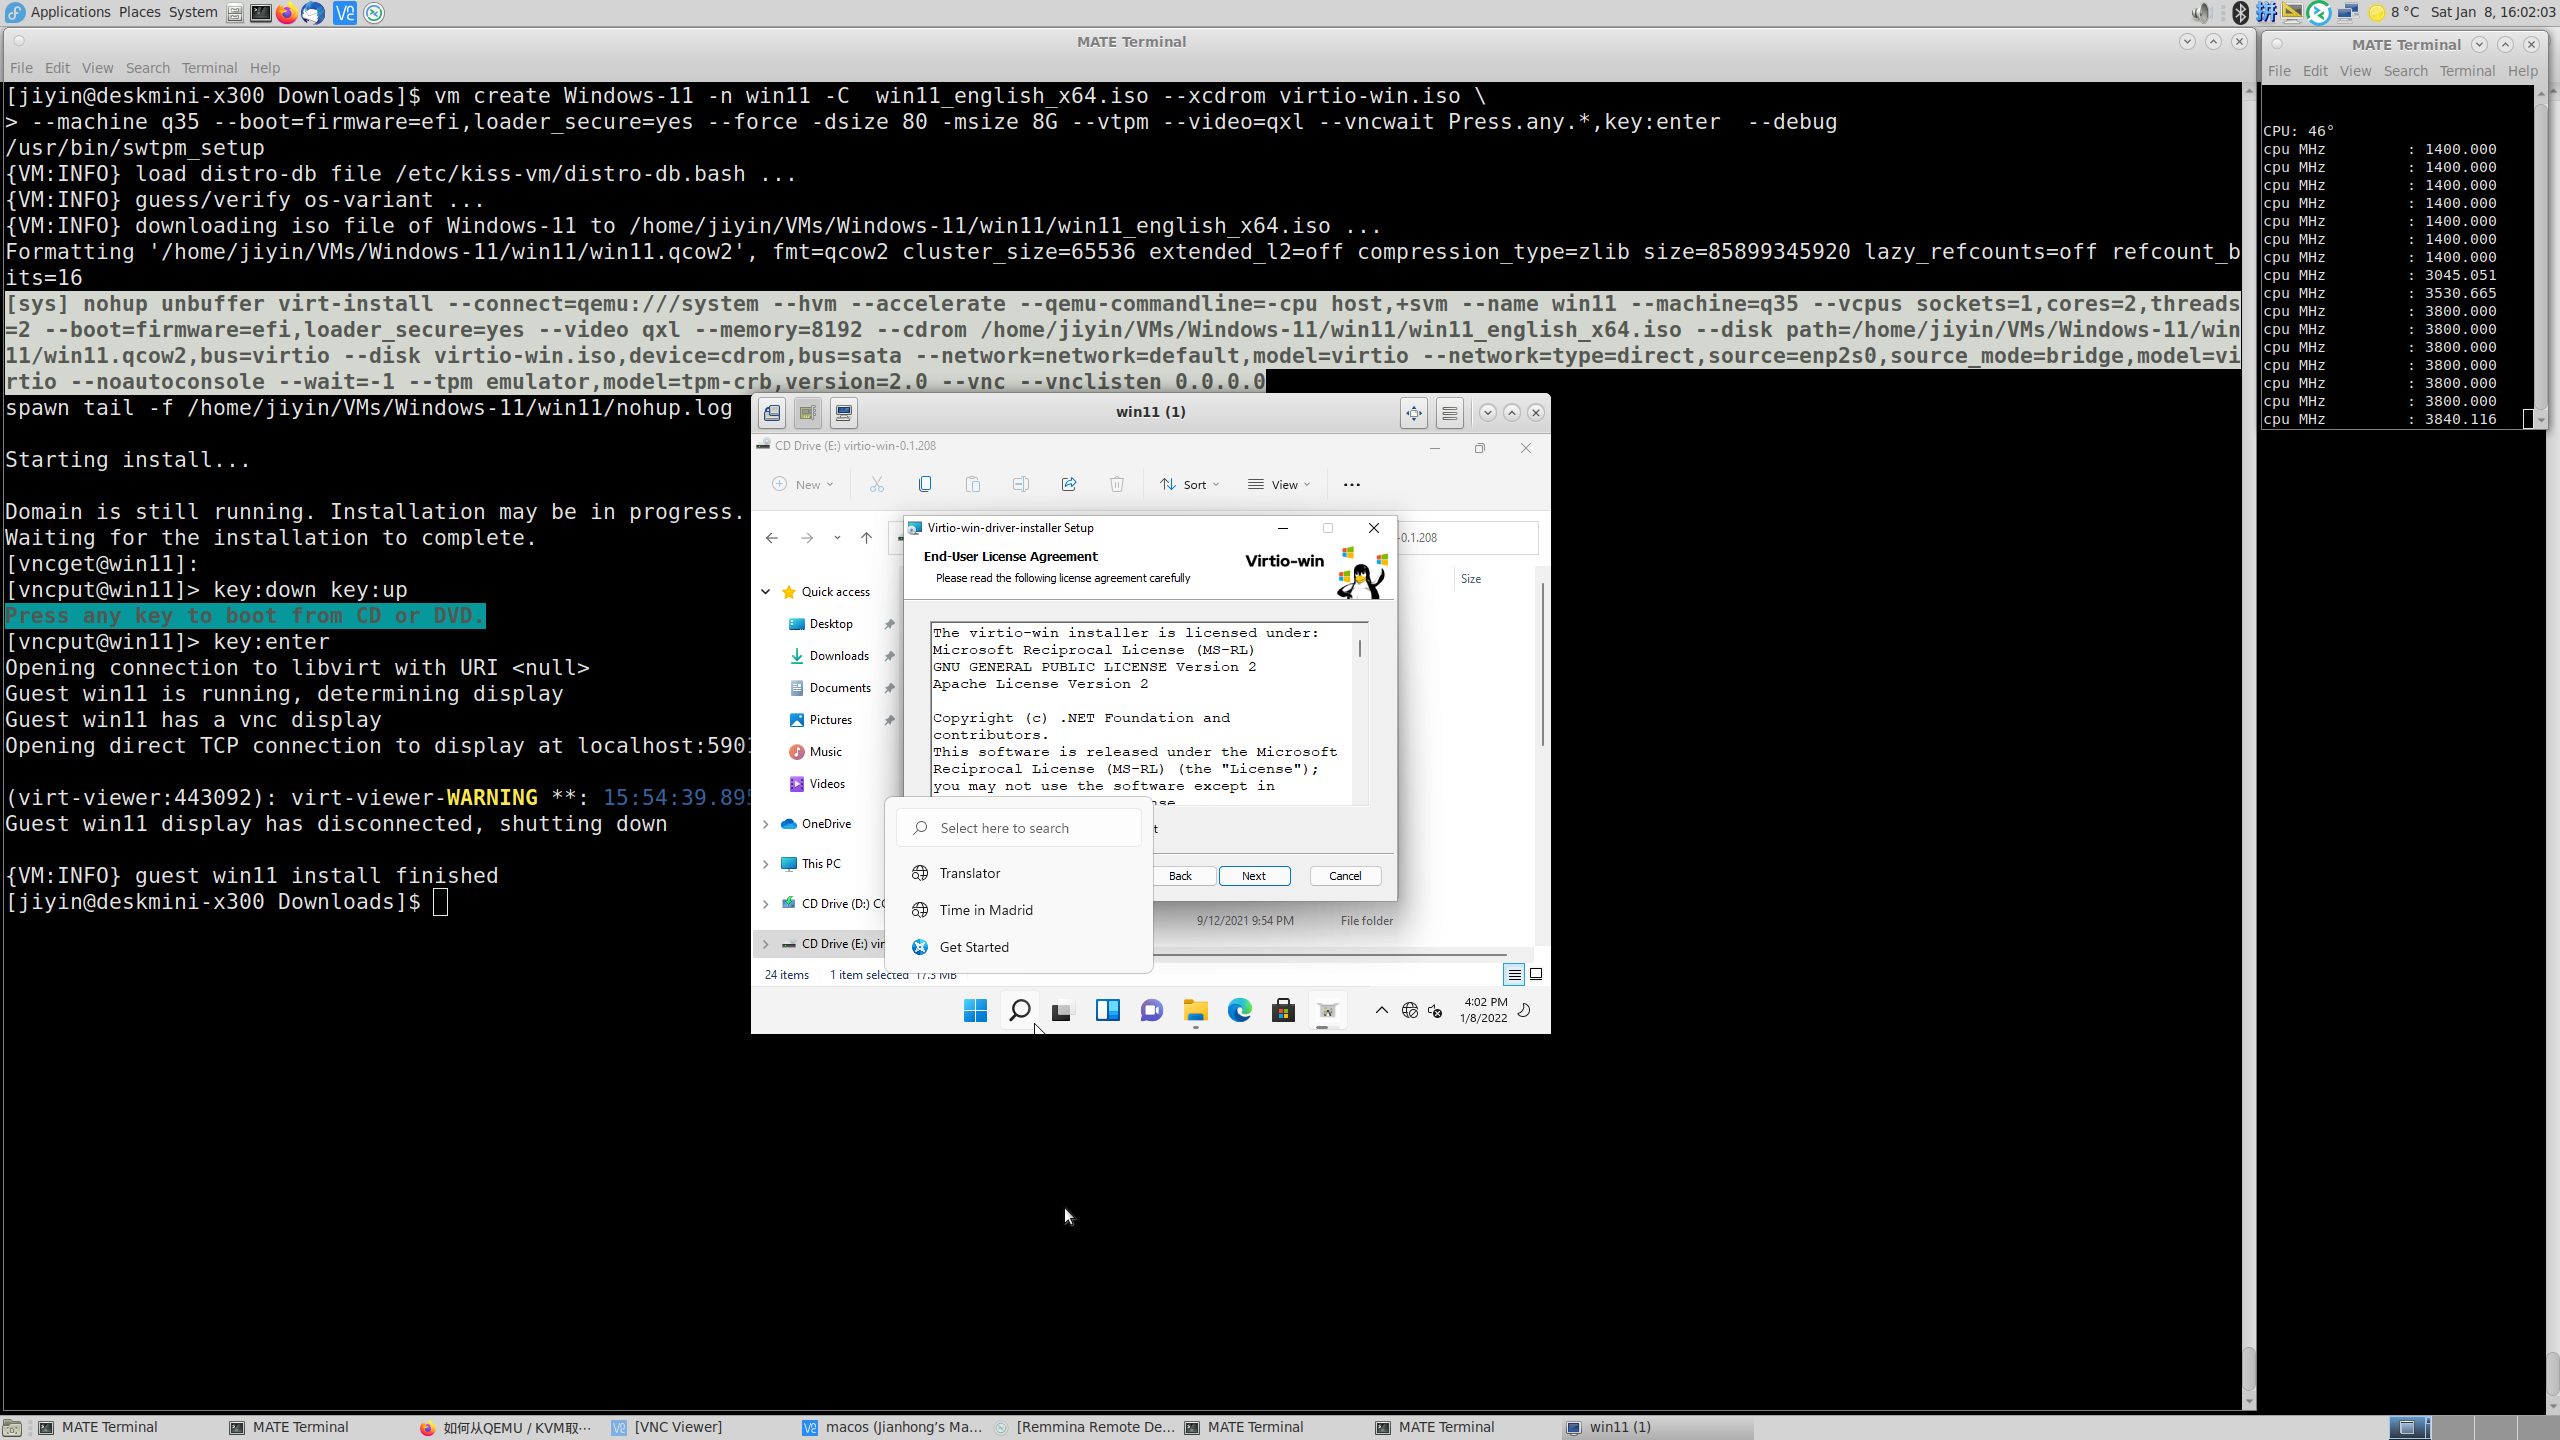 Applications Places System
8 °C Sat Jan 8, 16:02:03
MATE Terminal
File Edit View Search Terminal Help
[jiyin@deskmini-x300 Downloads]$ vm create Windows-11 -n win11 -C  win11_english_x64.iso --xcdrom virtio-win.iso \
> --machine q35 --boot=firmware=efi,loader_secure=yes --force -dsize 80 -msize 8G --vtpm --video=qxl --vncwait Press.any.*,key:enter  --debug
/usr/bin/swtpm_setup
{VM:INFO} load distro-db file /etc/kiss-vm/distro-db.bash ...
{VM:INFO} guess/verify os-variant ...
{VM:INFO} downloading iso file of Windows-11 to /home/jiyin/VMs/Windows-11/win11/win11_english_x64.iso ...
Formatting '/home/jiyin/VMs/Windows-11/win11/win11.qcow2', fmt=qcow2 cluster_size=65536 extended_l2=off compression_type=zlib size=85899345920 lazy_refcounts=off refcount_b
its=16
[sys] nohup unbuffer virt-install --connect=qemu:///system --hvm --accelerate --qemu-commandline=-cpu host,+svm --name win11 --machine=q35 --vcpus sockets=1,cores=2,threads
=2 --boot=firmware=efi,loader_secure=yes --video qxl --memory=8192 --cdrom /home/jiyin/VMs/Windows-11/win11/win11_english_x64.iso --disk path=/home/jiyin/VMs/Windows-11/win
11/win11.qcow2,bus=virtio --disk virtio-win.iso,device=cdrom,bus=sata --network=network=default,model=virtio --network=type=direct,source=enp2s0,source_mode=bridge,model=vi
rtio --noautoconsole --wait=-1 --tpm emulator,model=tpm-crb,version=2.0 --vnc --vnclisten 0.0.0.0
spawn tail -f /home/jiyin/VMs/Windows-11/win11/nohup.log
Starting install...
Domain is still running. Installation may be in progress.
Waiting for the installation to complete.
[vncget@win11]:
[vncput@win11]> key:down key:up
Press any key to boot from CD or DVD.
[vncput@win11]> key:enter
Opening connection to libvirt with URI <null>
Guest win11 is running, determining display
Guest win11 has a vnc display
Opening direct TCP connection to display at localhost:5901
(virt-viewer:443092): virt-viewer-WARNING **: 15:54:39.895
Guest win11 display has disconnected, shutting down
{VM:INFO} guest win11 install finished
[jiyin@deskmini-x300 Downloads]$
win11 (1)
CD Drive (E:) virtio-win-0.1.208
New Sort View
-0.1.208
Size
Quick access
Desktop
Downloads
Documents
Pictures
Music
Videos
OneDrive
This PC
CD Drive (D:) CC
CD Drive (E:) vir
9/12/2021 9:54 PM File folder
24 items 1 item selected 17.3 MB
Virtio-win-driver-installer Setup
End-User License Agreement
Please read the following license agreement carefully
Virtio-win
The virtio-win installer is licensed under:
Microsoft Reciprocal License (MS-RL)
GNU GENERAL PUBLIC LICENSE Version 2
Apache License Version 2
Copyright (c) .NET Foundation and
contributors.
This software is released under the Microsoft
Reciprocal License (MS-RL) (the "License");
you may not use the software except in
Back Next Cancel
Select here to search
Translator
Time in Madrid
Get Started
4:02 PM
1/8/2022
MATE Terminal
File Edit View Search Terminal Help
CPU: 46°
cpu MHz : 1400.000
cpu MHz : 1400.000
cpu MHz : 1400.000
cpu MHz : 1400.000
cpu MHz : 1400.000
cpu MHz : 1400.000
cpu MHz : 1400.000
cpu MHz : 3045.051
cpu MHz : 3530.665
cpu MHz : 3800.000
cpu MHz : 3800.000
cpu MHz : 3800.000
cpu MHz : 3800.000
cpu MHz : 3800.000
cpu MHz : 3800.000
cpu MHz : 3840.116
MATE Terminal MATE Terminal 如何从QEMU / KVM取… [VNC Viewer] macos (Jianhong's Ma… [Remmina Remote De… MATE Terminal MATE Terminal win11 (1)